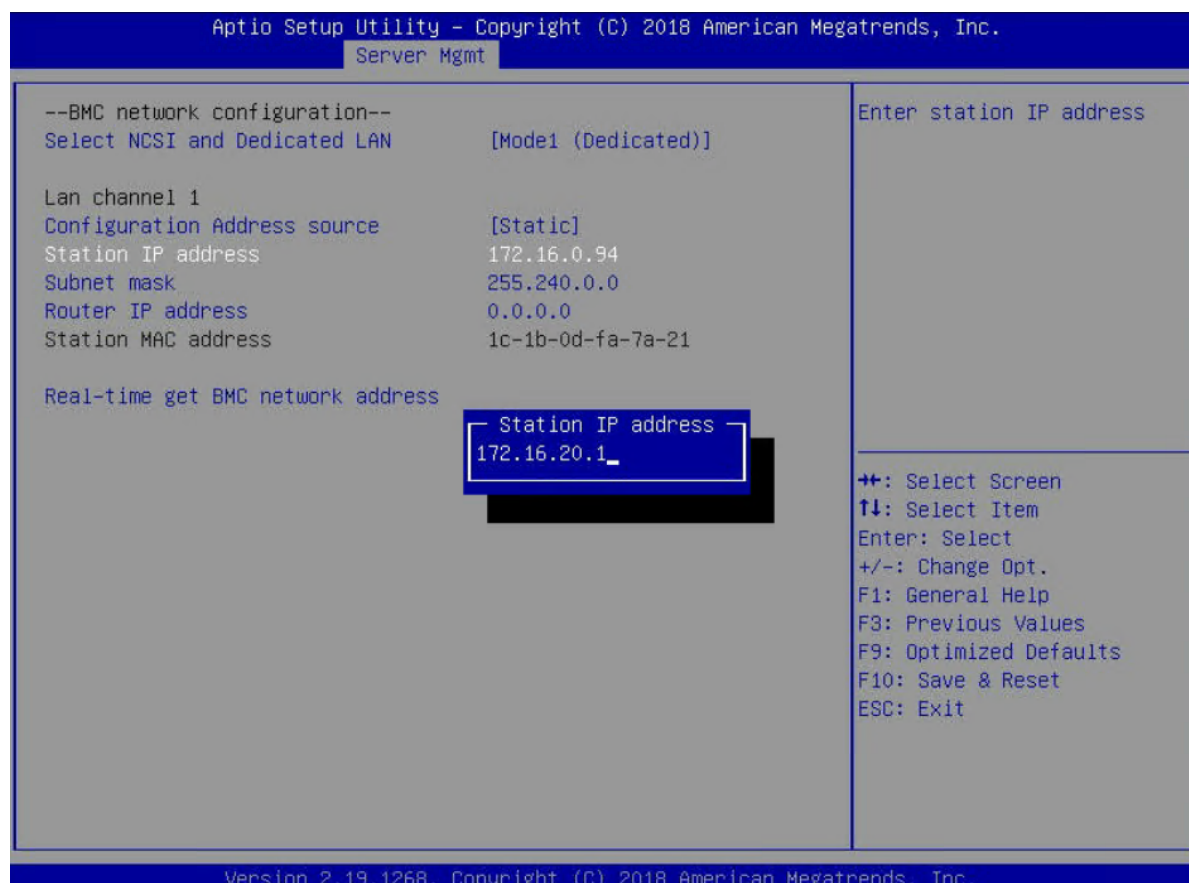 Aptio Setup Utility – Copyright (C) 2018 American Megatrends, Inc.
Server Mgmt
--BMC network configuration--
Select NCSI and Dedicated LAN [Mode1 (Dedicated)]
Lan channel 1
Configuration Address source [Static]
Station IP address 172.16.0.94
Subnet mask 255.240.0.0
Router IP address 0.0.0.0
Station MAC address 1c-1b-0d-fa-7a-21
Real-time get BMC network address
Station IP address
172.16.20.1_
Enter station IP address
→←: Select Screen
↑↓: Select Item
Enter: Select
+/-: Change Opt.
F1: General Help
F3: Previous Values
F9: Optimized Defaults
F10: Save & Reset
ESC: Exit
Version 2.19.1268. Copyright (C) 2018 American Megatrends, Inc.